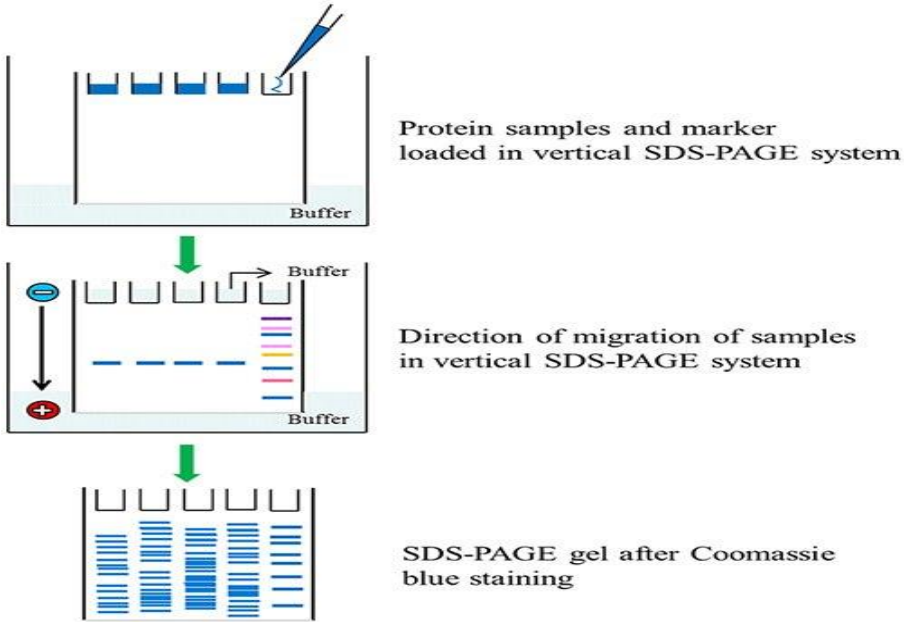 Protein samples and marker
loaded in vertical SDS-PAGE system
Buffer
Buffer
Direction of migration of samples
in vertical SDS-PAGE system
Buffer
SDS-PAGE gel after Coomassie
blue staining